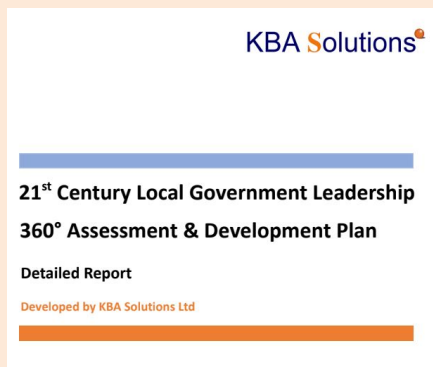 KBA Solutions
21st Century Local Government Leadership
360° Assessment & Development Plan
Detailed Report
Developed by KBA Solutions Ltd